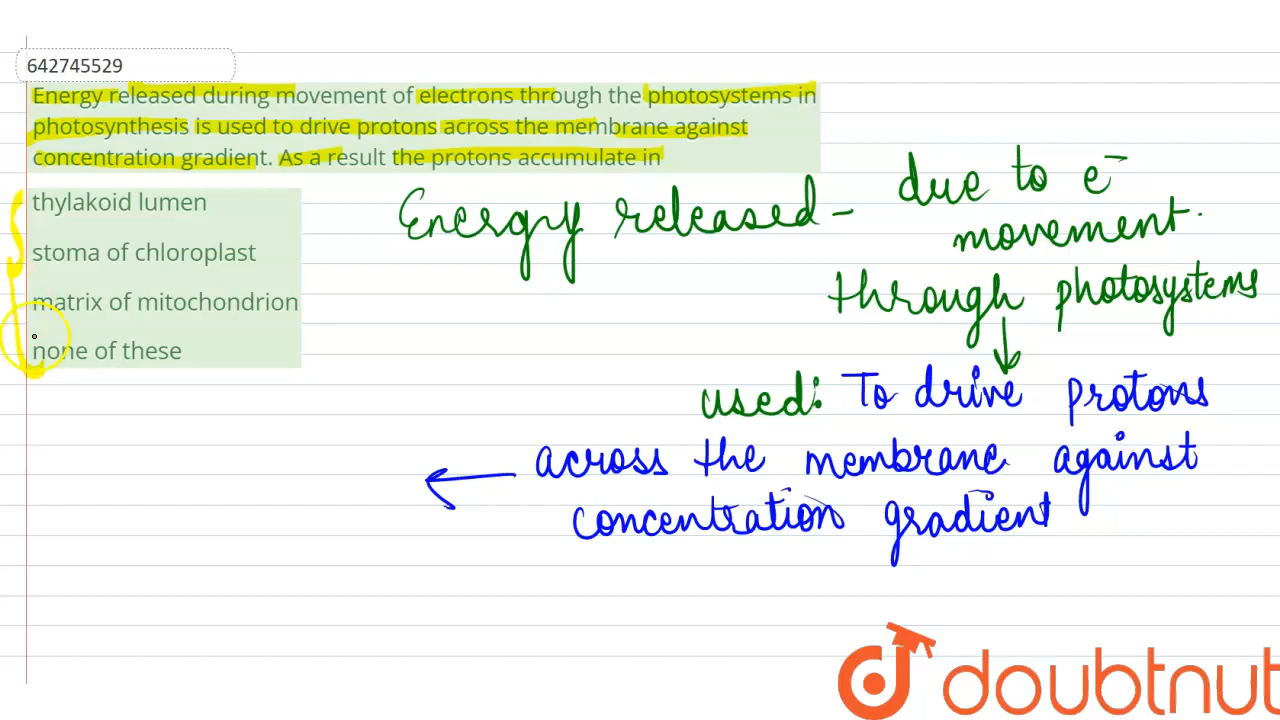 642745529
Energy released during movement of electrons through the photosystems in
photosynthesis is used to drive protons across the membrane against
concentration gradient. As a result the protons accumulate in
thylakoid lumen
stoma of chloroplast
matrix of mitochondrion
none of these
Energy released - due to e⁻
movement.
through photosystems
used: To drive protons
across the membrane against
concentration gradient
doubtnut